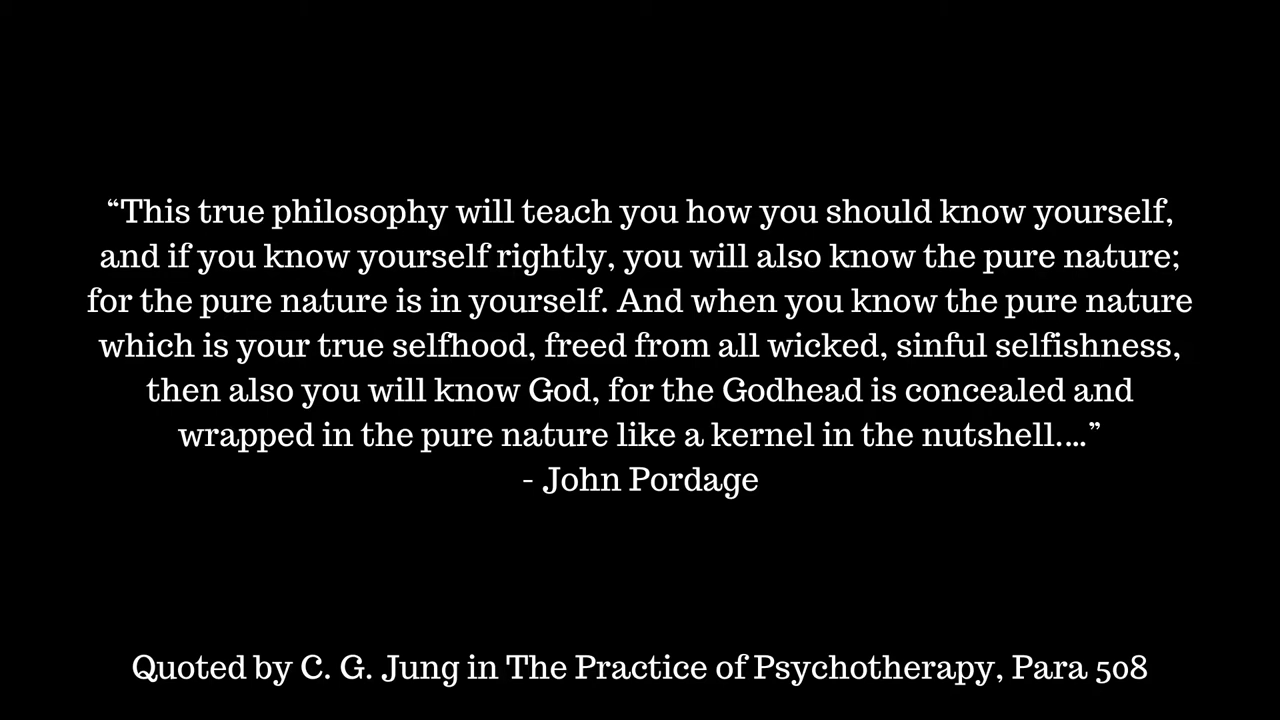 “This true philosophy will teach you how you should know yourself,
and if you know yourself rightly, you will also know the pure nature;
for the pure nature is in yourself. And when you know the pure nature
which is your true selfhood, freed from all wicked, sinful selfishness,
then also you will know God, for the Godhead is concealed and
wrapped in the pure nature like a kernel in the nutshell....”
- John Pordage
Quoted by C. G. Jung in The Practice of Psychotherapy, Para 508